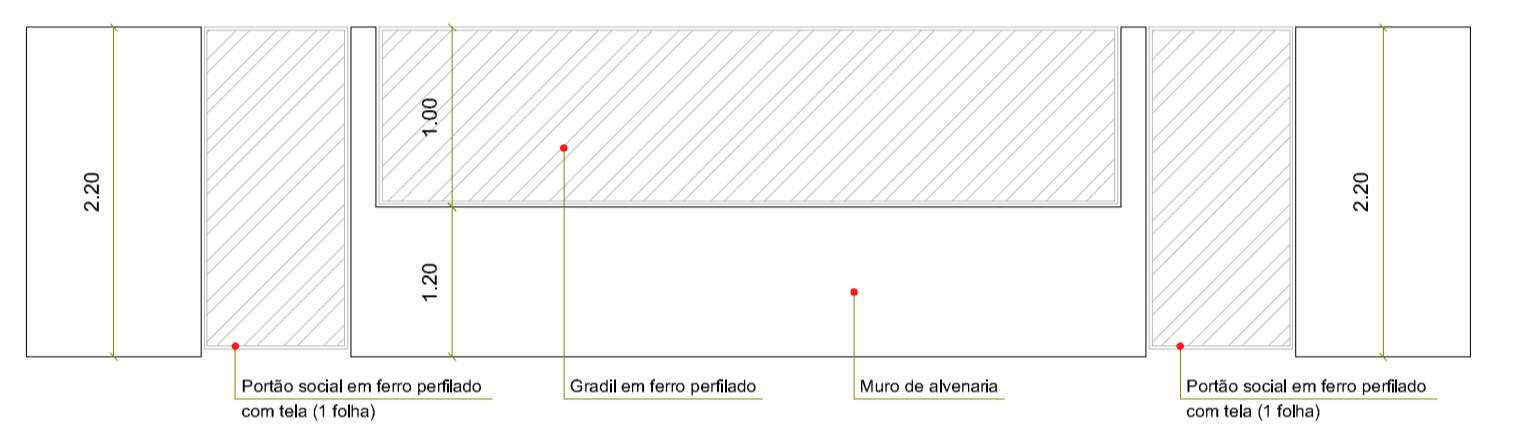 2.20
1.00
1.20
2.20
Portão social em ferro perfilado
com tela (1 folha)
Gradil em ferro perfilado
Muro de alvenaria
Portão social em ferro perfilado
com tela (1 folha)